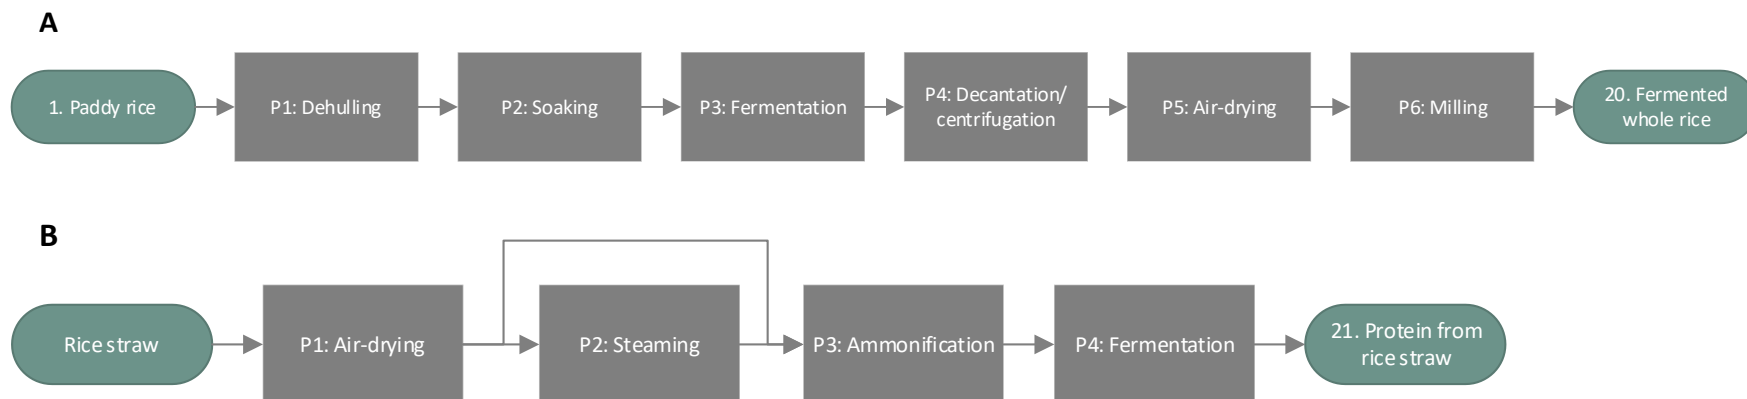 A
1. Paddy rice
P1: Dehulling
P2: Soaking
P3: Fermentation
P4: Decantation/
centrifugation
P5: Air-drying
P6: Milling
20. Fermented
whole rice
B
Rice straw
P1: Air-drying
P2: Steaming
P3: Ammonification
P4: Fermentation
21. Protein from
rice straw